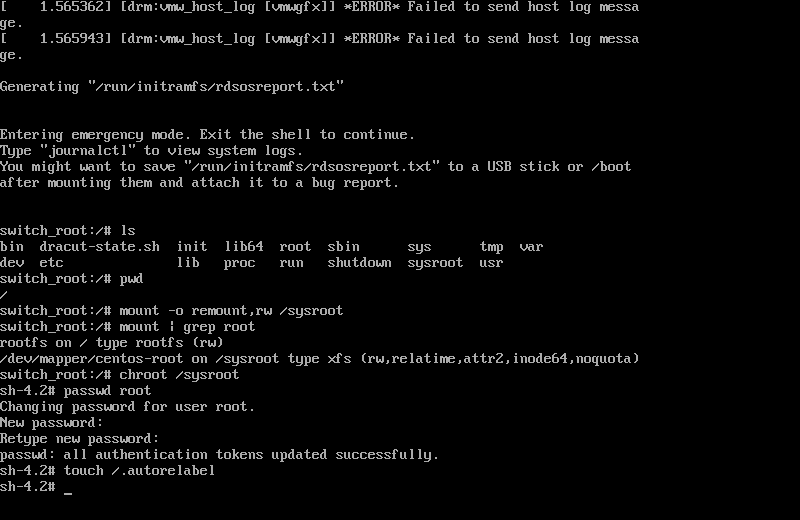 [    1.565362] [drm:vmw_host_log [vmwgfx]] *ERROR* Failed to send host log messa
ge.
[    1.565943] [drm:vmw_host_log [vmwgfx]] *ERROR* Failed to send host log messa
ge.
Generating "/run/initramfs/rdsosreport.txt"
Entering emergency mode. Exit the shell to continue.
Type "journalctl" to view system logs.
You might want to save "/run/initramfs/rdsosreport.txt" to a USB stick or /boot
after mounting them and attach it to a bug report.
switch_root:/# ls
bin  dracut-state.sh  init  lib64  root  sbin      sys      tmp  var
dev  etc              lib   proc   run   shutdown  sysroot  usr
switch_root:/# pwd
/
switch_root:/# mount -o remount,rw /sysroot
switch_root:/# mount | grep root
rootfs on / type rootfs (rw)
/dev/mapper/centos-root on /sysroot type xfs (rw,relatime,attr2,inode64,noquota)
switch_root:/# chroot /sysroot
sh-4.2# passwd root
Changing password for user root.
New password:
Retype new password:
passwd: all authentication tokens updated successfully.
sh-4.2# touch /.autorelabel
sh-4.2# _